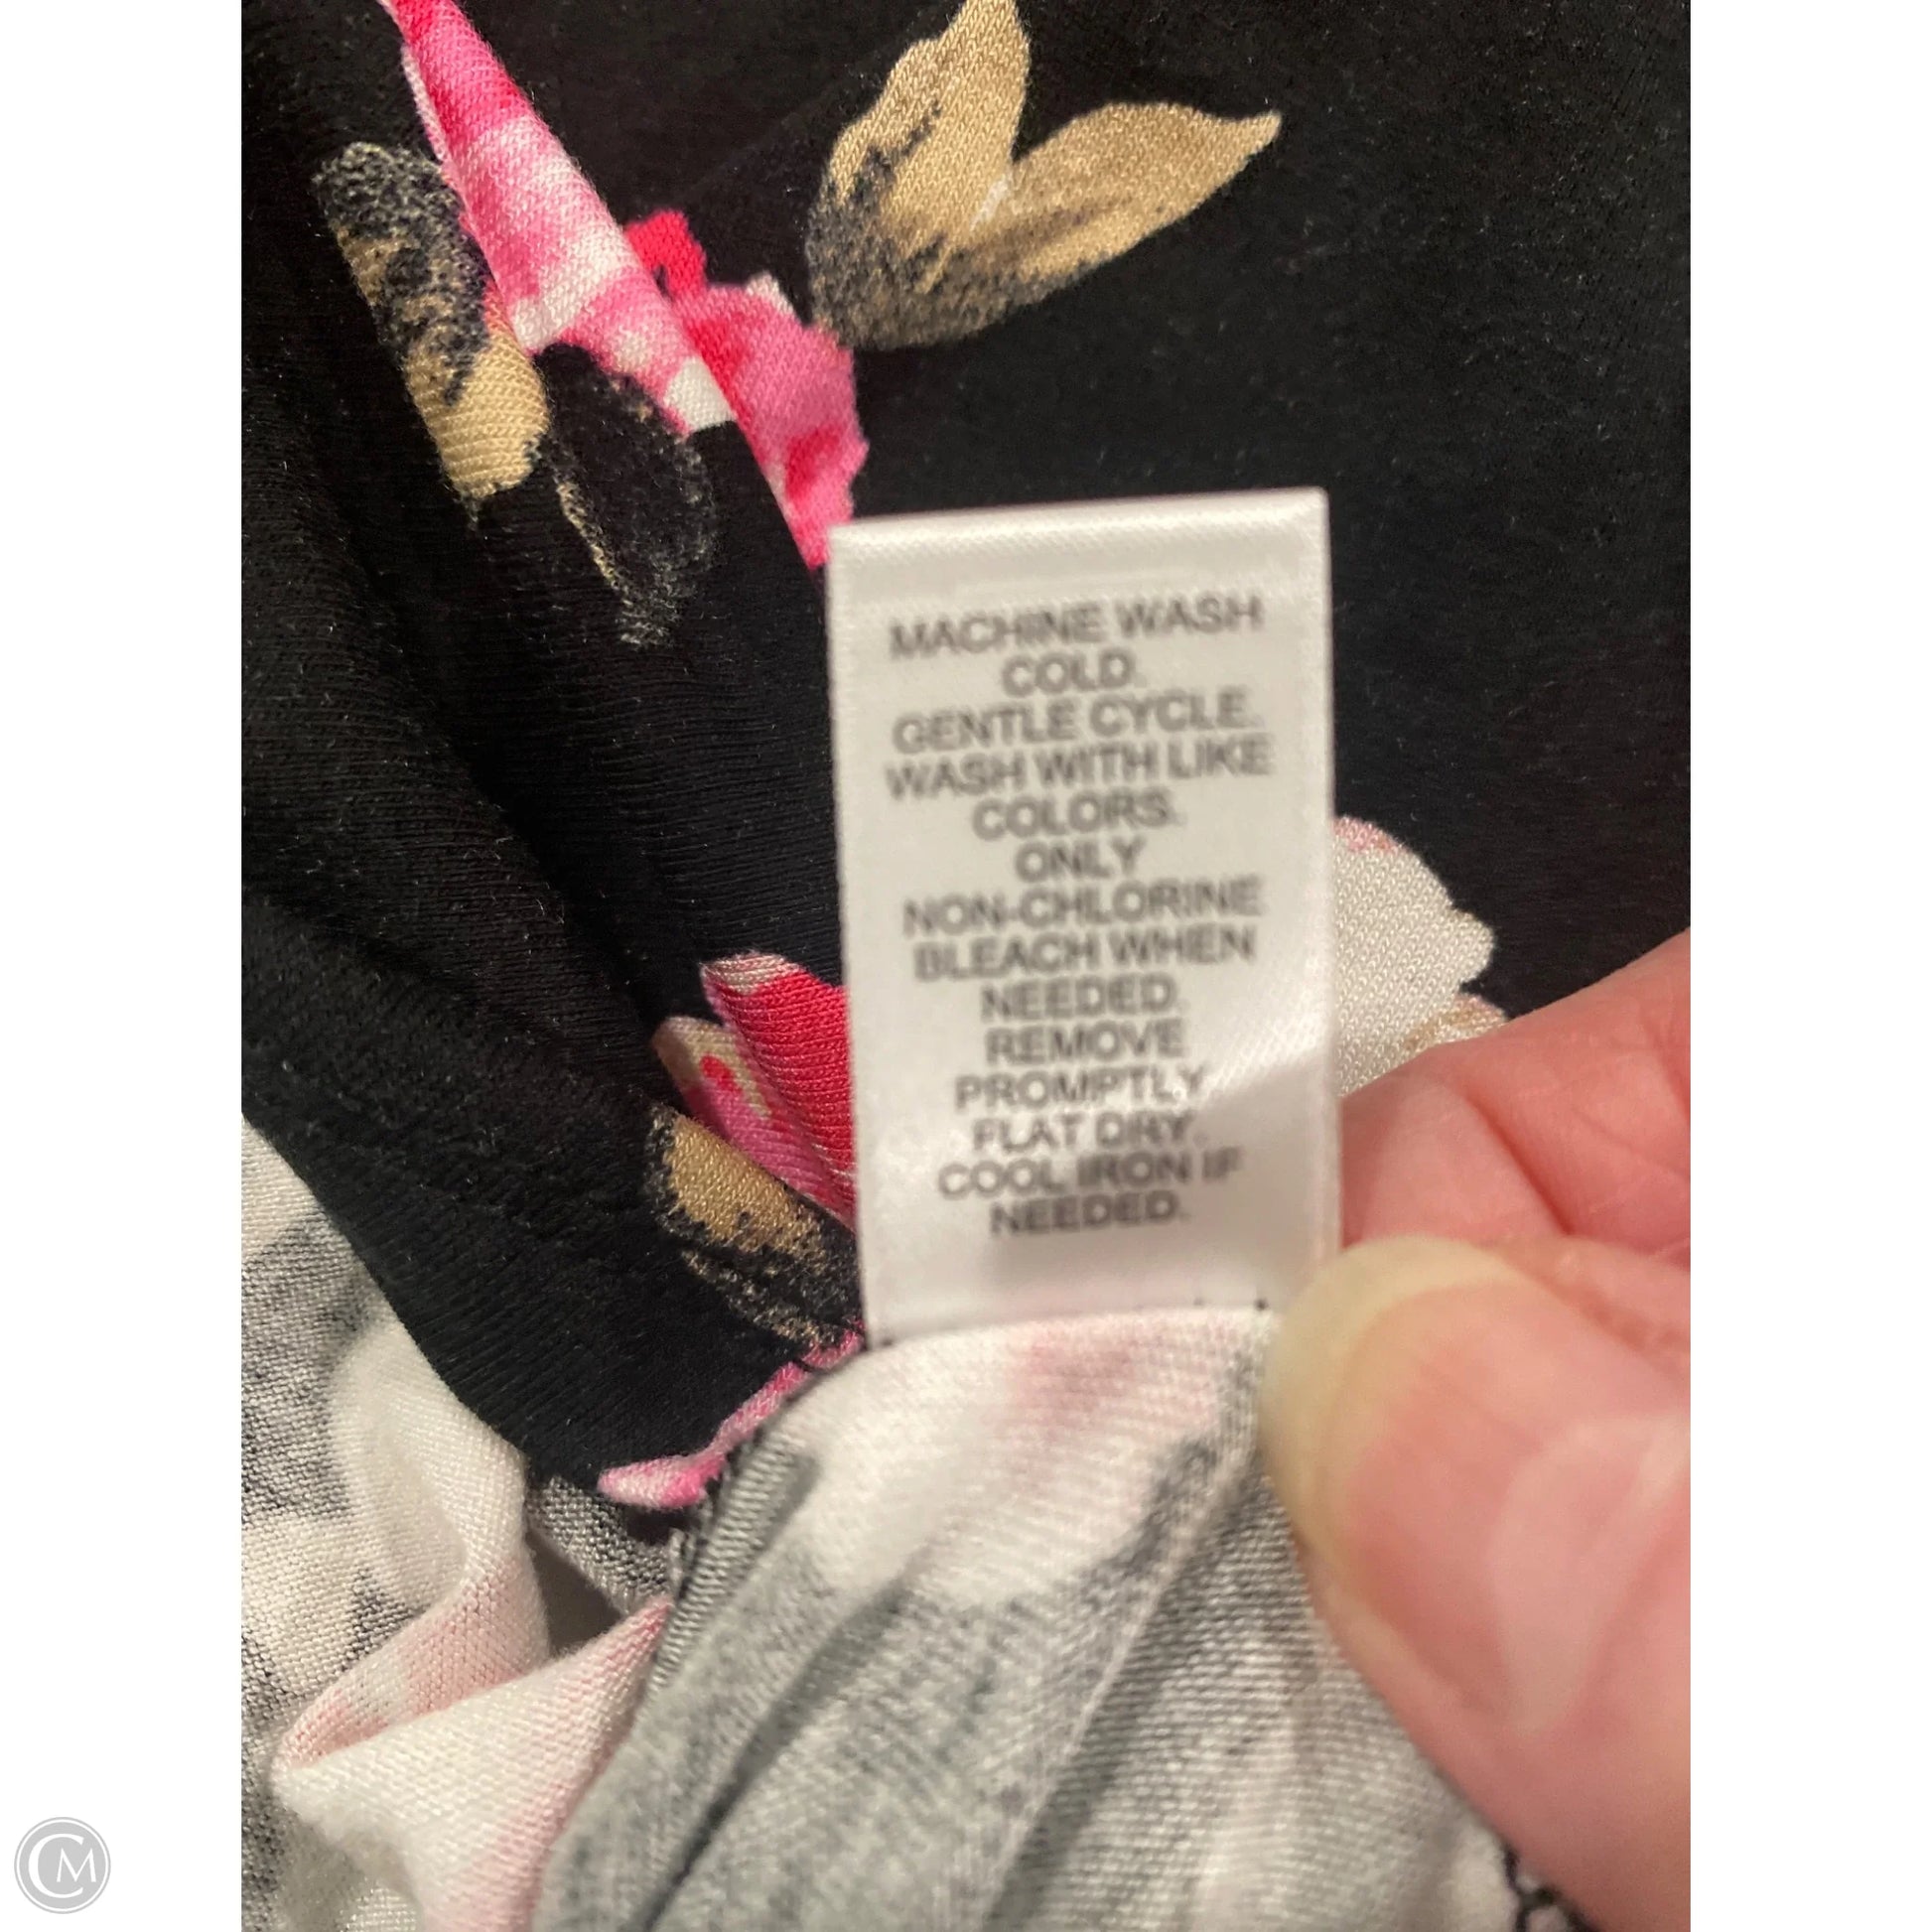 MACHINE WASH
COLD.
GENTLE CYCLE.
WASH WITH LIKE
COLORS.
ONLY
NON-CHLORINE
BLEACH WHEN
NEEDED.
REMOVE
PROMPTLY.
FLAT DRY.
COOL IRON IF
NEEDED.
CM